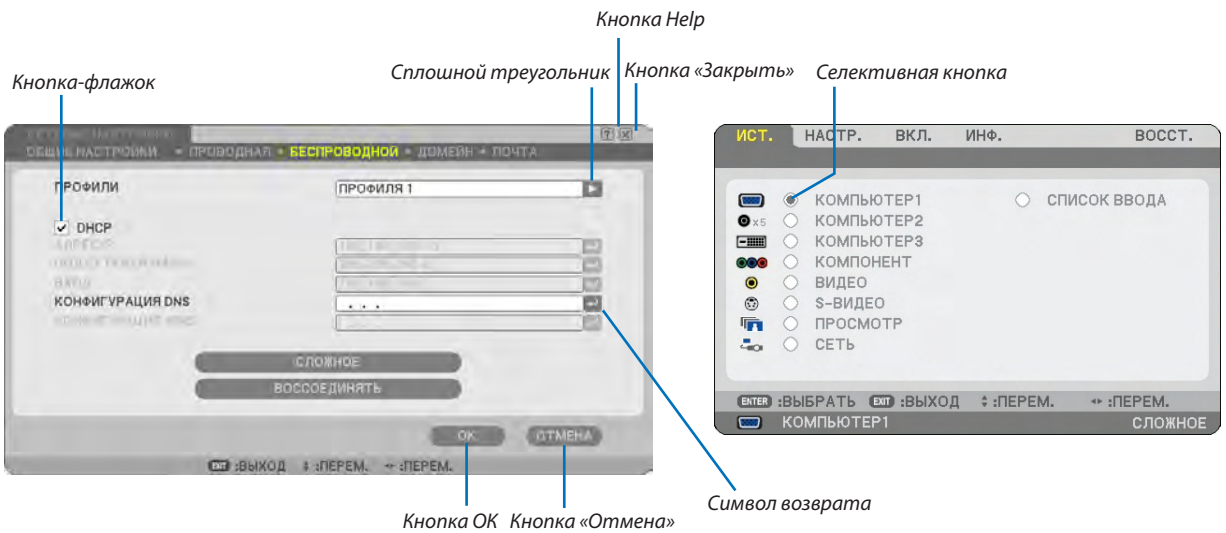 Кнопка Help
Кнопка-флажок
Сплошной треугольник
Кнопка «Закрыть»
Селективная кнопка
ОБЩИЕ НАСТРОЙКИ • ПРОВОДНАЯ • БЕСПРОВОДНОЙ • ДОМЕЙН • ПОЧТА
ПРОФИЛИ
ПРОФИЛЯ 1
DHCP
КОНФИГУРАЦИЯ DNS
. . .
СЛОЖНОЕ
ВОССОЕДИНЯТЬ
OK
ОТМЕНА
EXIT :ВЫХОД :ПЕРЕМ. :ПЕРЕМ.
Кнопка OK
Кнопка «Отмена»
Символ возврата
ИСТ. НАСТР. ВКЛ. ИНФ. ВОССТ.
КОМПЬЮТЕР1
СПИСОК ВВОДА
x5 КОМПЬЮТЕР2
КОМПЬЮТЕР3
КОМПОНЕНТ
ВИДЕО
S-ВИДЕО
ПРОСМОТР
СЕТЬ
ENTER :ВЫБРАТЬ EXIT :ВЫХОД :ПЕРЕМ. :ПЕРЕМ.
КОМПЬЮТЕР1
СЛОЖНОЕ